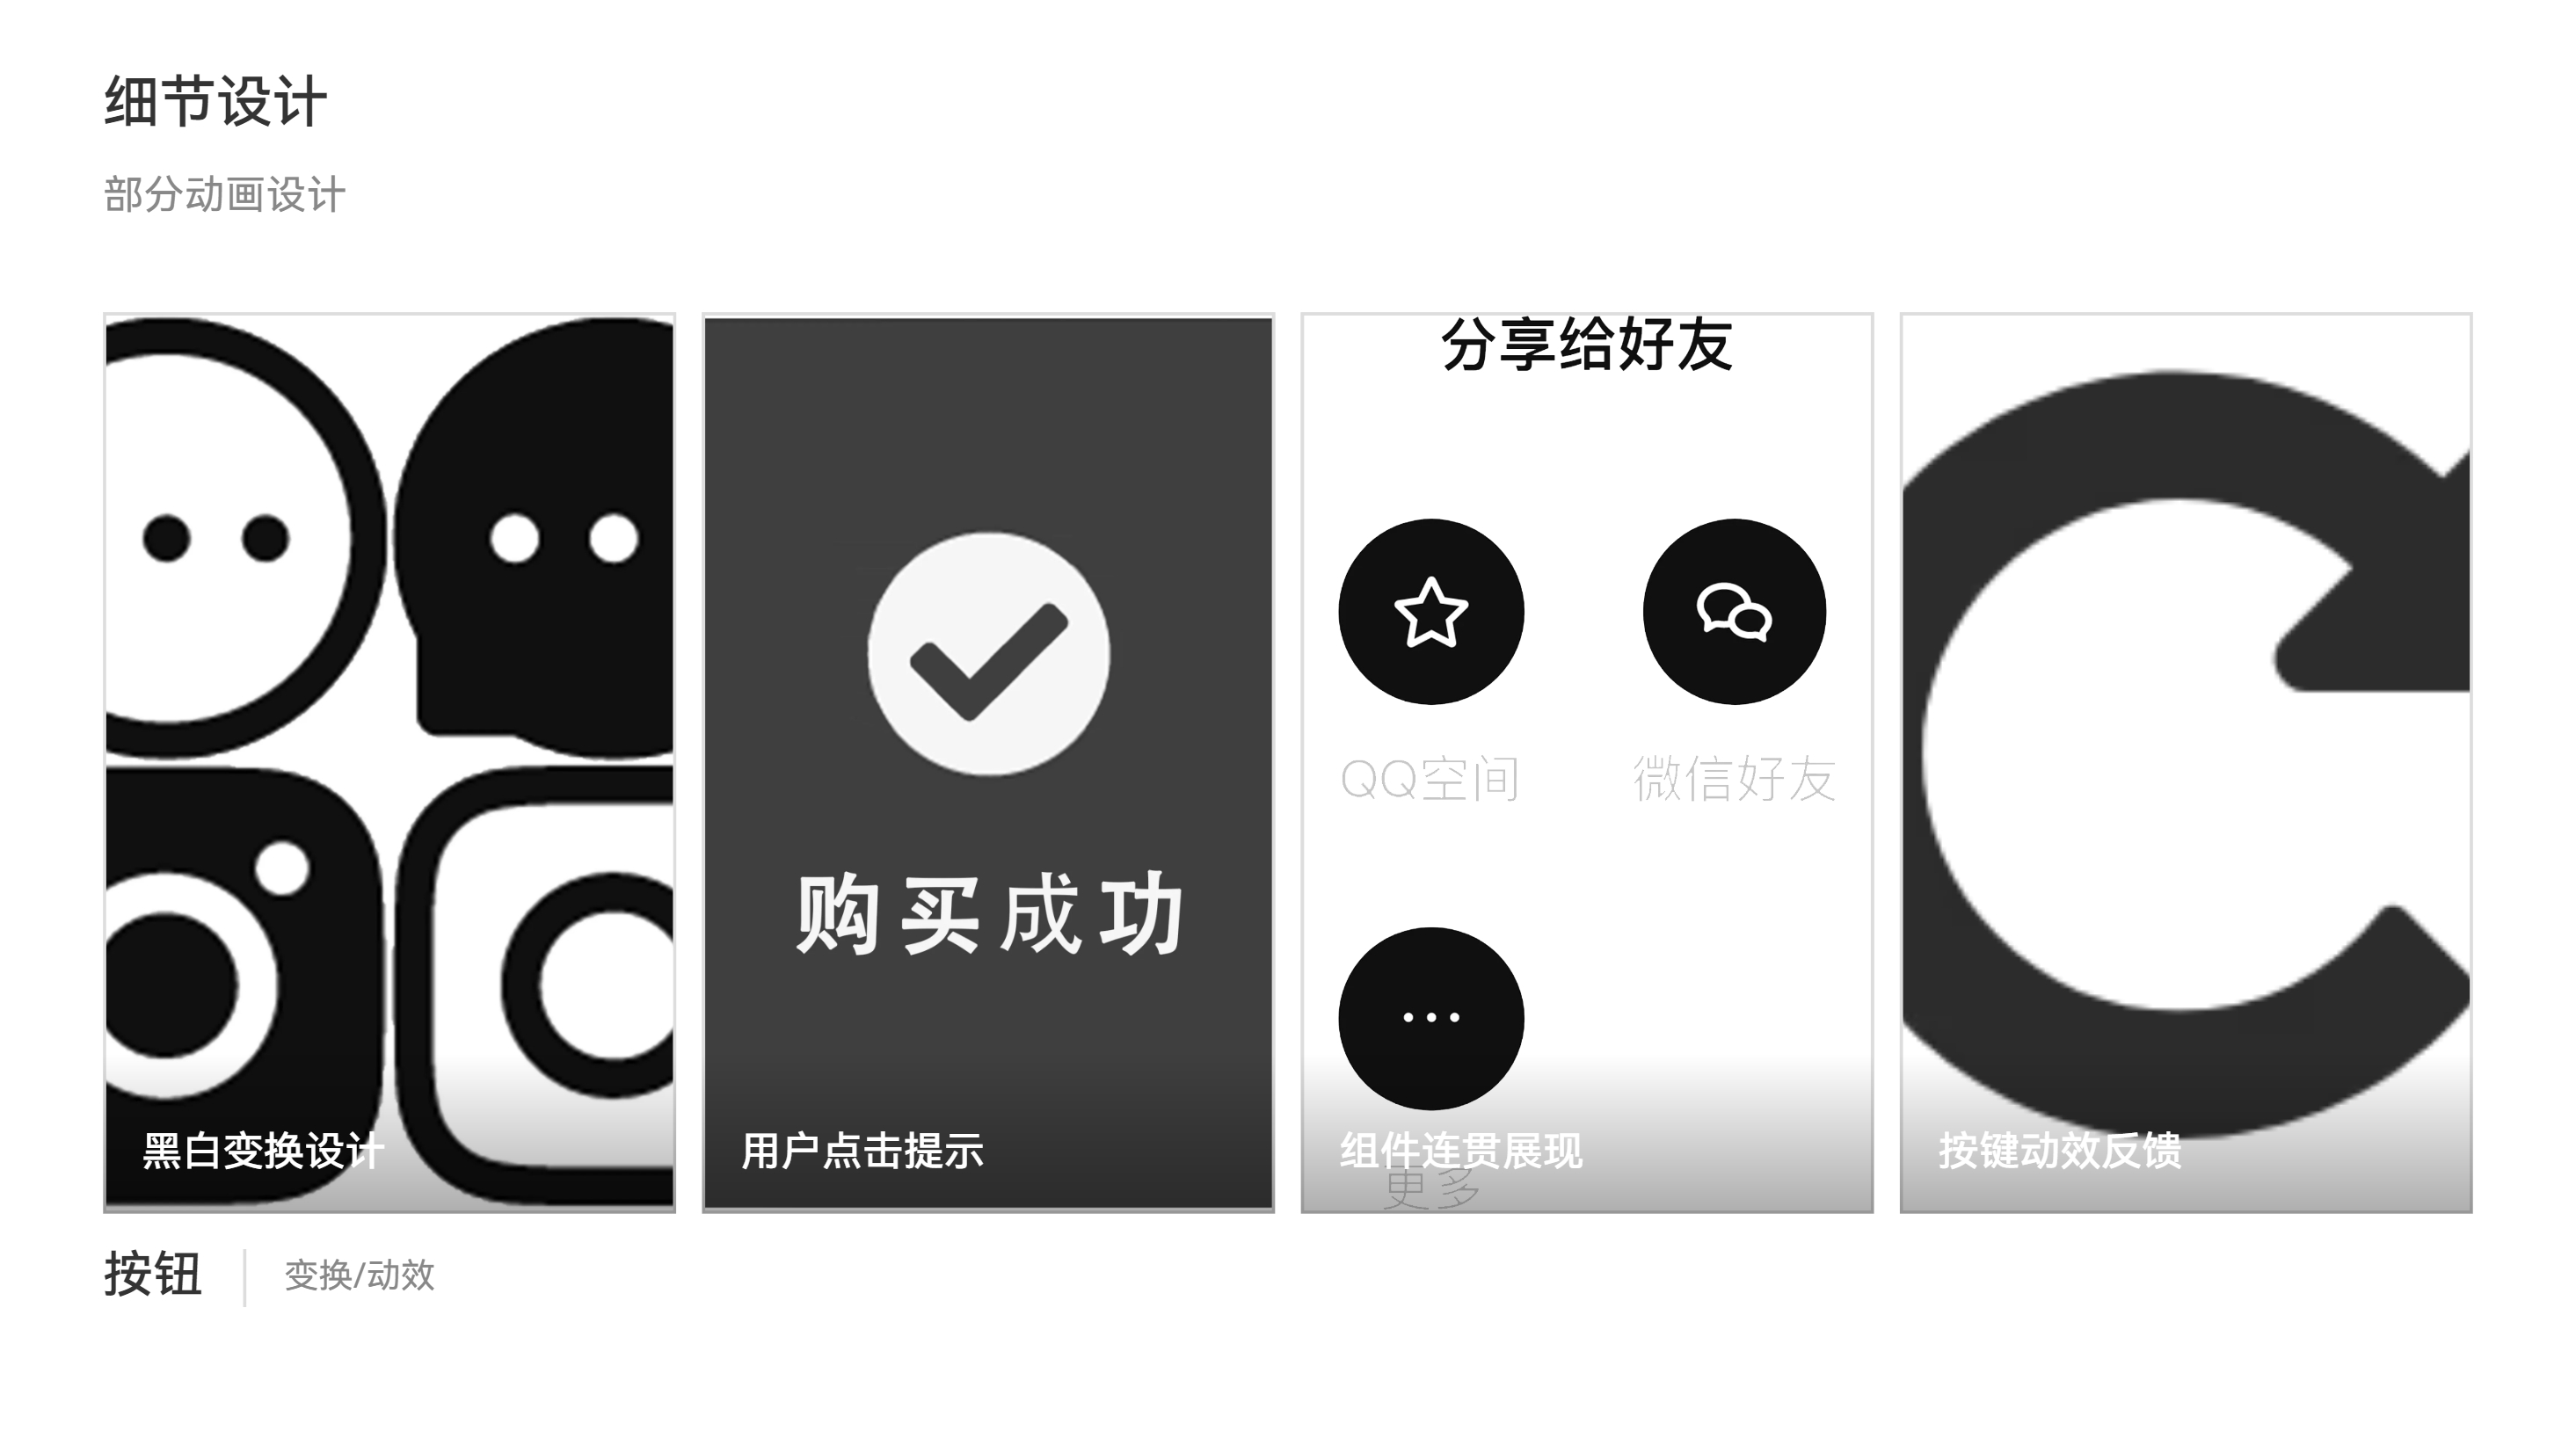 细节设计
部分动画设计
黑白变换设计
购买成功
用户点击提示
分享给好友
QQ空间
微信好友
组件连贯展现
更多
按键动效反馈
按钮
变换/动效